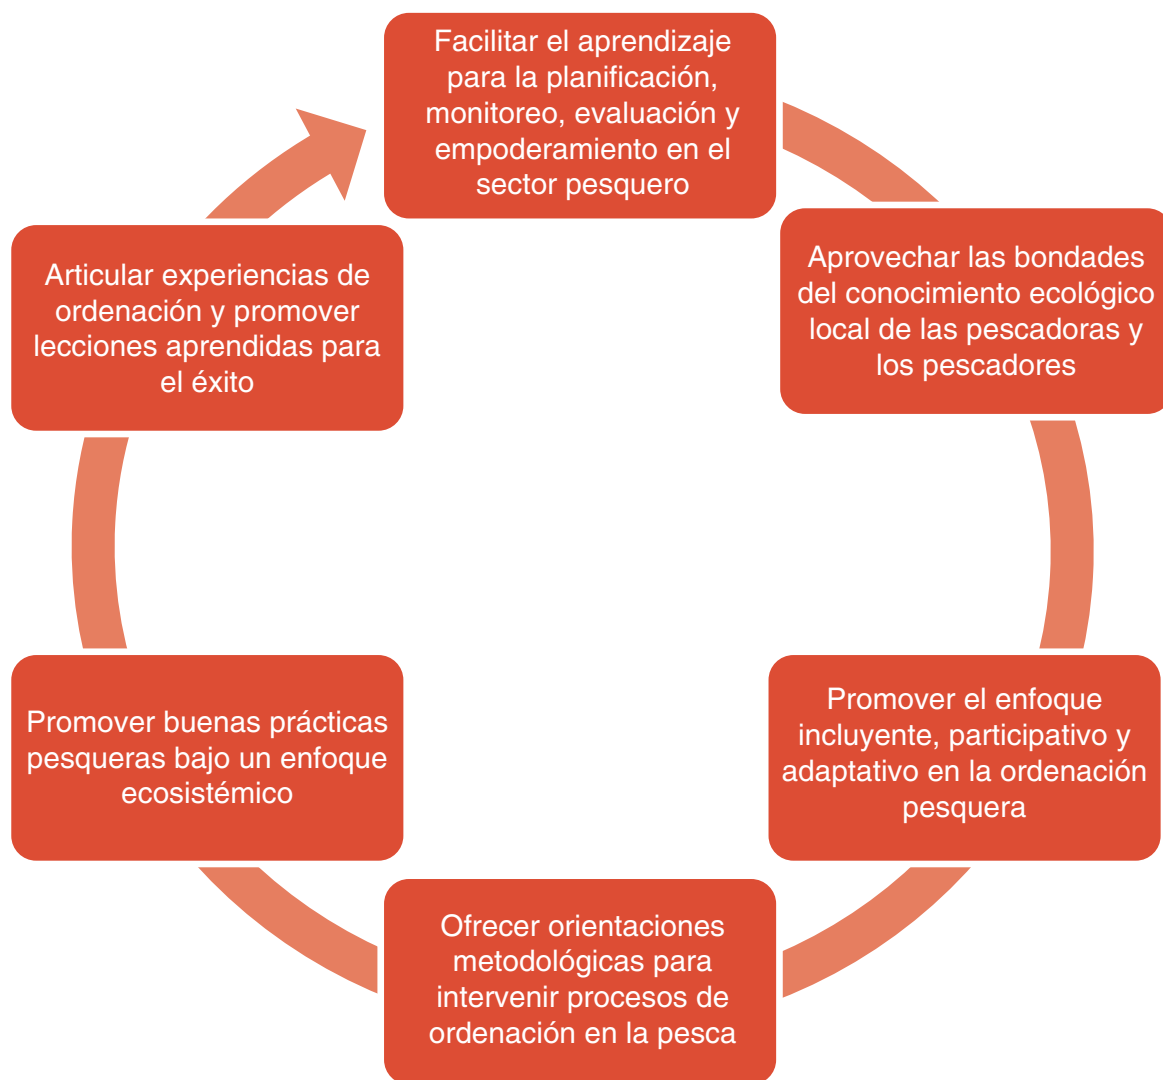 Facilitar el aprendizaje
para la planificación,
monitoreo, evaluación y
empoderamiento en el
sector pesquero
Aprovechar las bondades
del conocimiento ecológico
local de las pescadoras y
los pescadores
Promover el enfoque
incluyente, participativo y
adaptativo en la ordenación
pesquera
Ofrecer orientaciones
metodológicas para
intervenir procesos de
ordenación en la pesca
Promover buenas prácticas
pesqueras bajo un enfoque
ecosistémico
Articular experiencias de
ordenación y promover
lecciones aprendidas para
el éxito